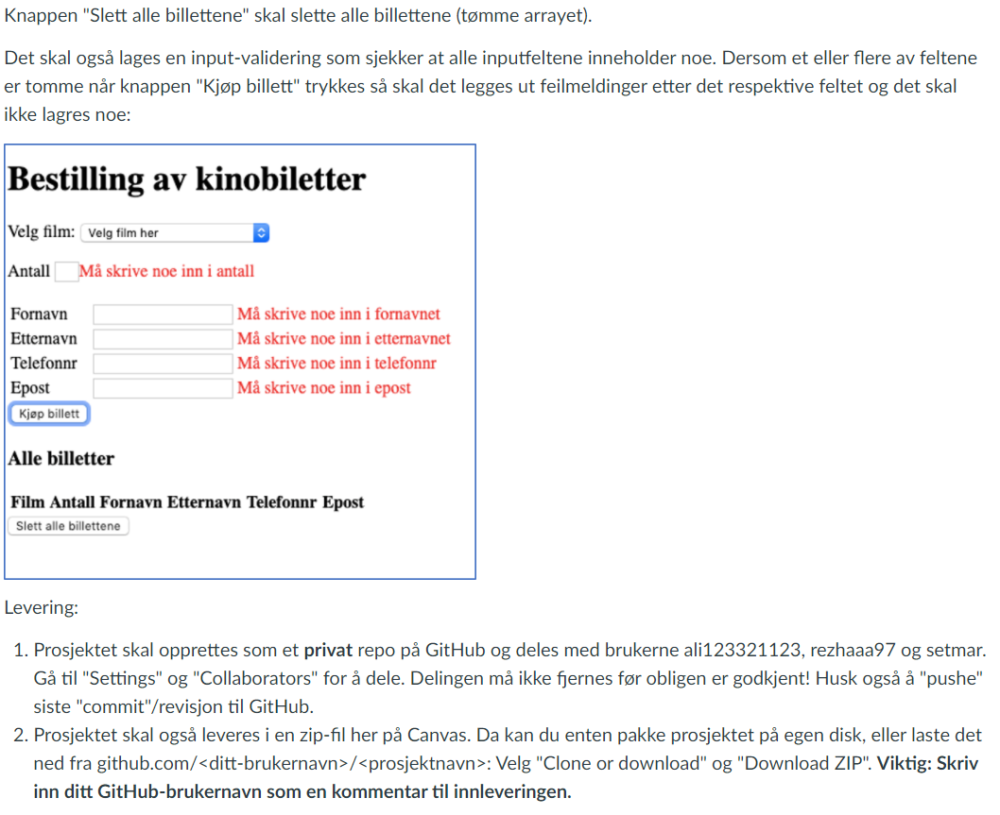 Knappen "Slett alle billettene" skal slette alle billettene (tømme arrayet).
Det skal også lages en input-validering som sjekker at alle inputfeltene inneholder noe. Dersom et eller flere av feltene
er tomme når knappen "Kjøp billett" trykkes så skal det legges ut feilmeldinger etter det respektive feltet og det skal
ikke lagres noe:
Bestilling av kinobiletter
Velg film: Velg film her
Antall Må skrive noe inn i antall
Fornavn Må skrive noe inn i fornavnet
Etternavn Må skrive noe inn i etternavnet
Telefonnr Må skrive noe inn i telefonnr
Epost Må skrive noe inn i epost
Kjøp billett
Alle billetter
Film Antall Fornavn Etternavn Telefonnr Epost
Slett alle billettene
Levering:
1. Prosjektet skal opprettes som et privat repo på GitHub og deles med brukerne ali123321123, rezhaaa97 og setmar.
Gå til "Settings" og "Collaborators" for å dele. Delingen må ikke fjernes før obligen er godkjent! Husk også å "pushe"
siste "commit"/revisjon til GitHub.
2. Prosjektet skal også leveres i en zip-fil her på Canvas. Da kan du enten pakke prosjektet på egen disk, eller laste det
ned fra github.com/<ditt-brukernavn>/<prosjektnavn>: Velg "Clone or download" og "Download ZIP". Viktig: Skriv
inn ditt GitHub-brukernavn som en kommentar til innleveringen.